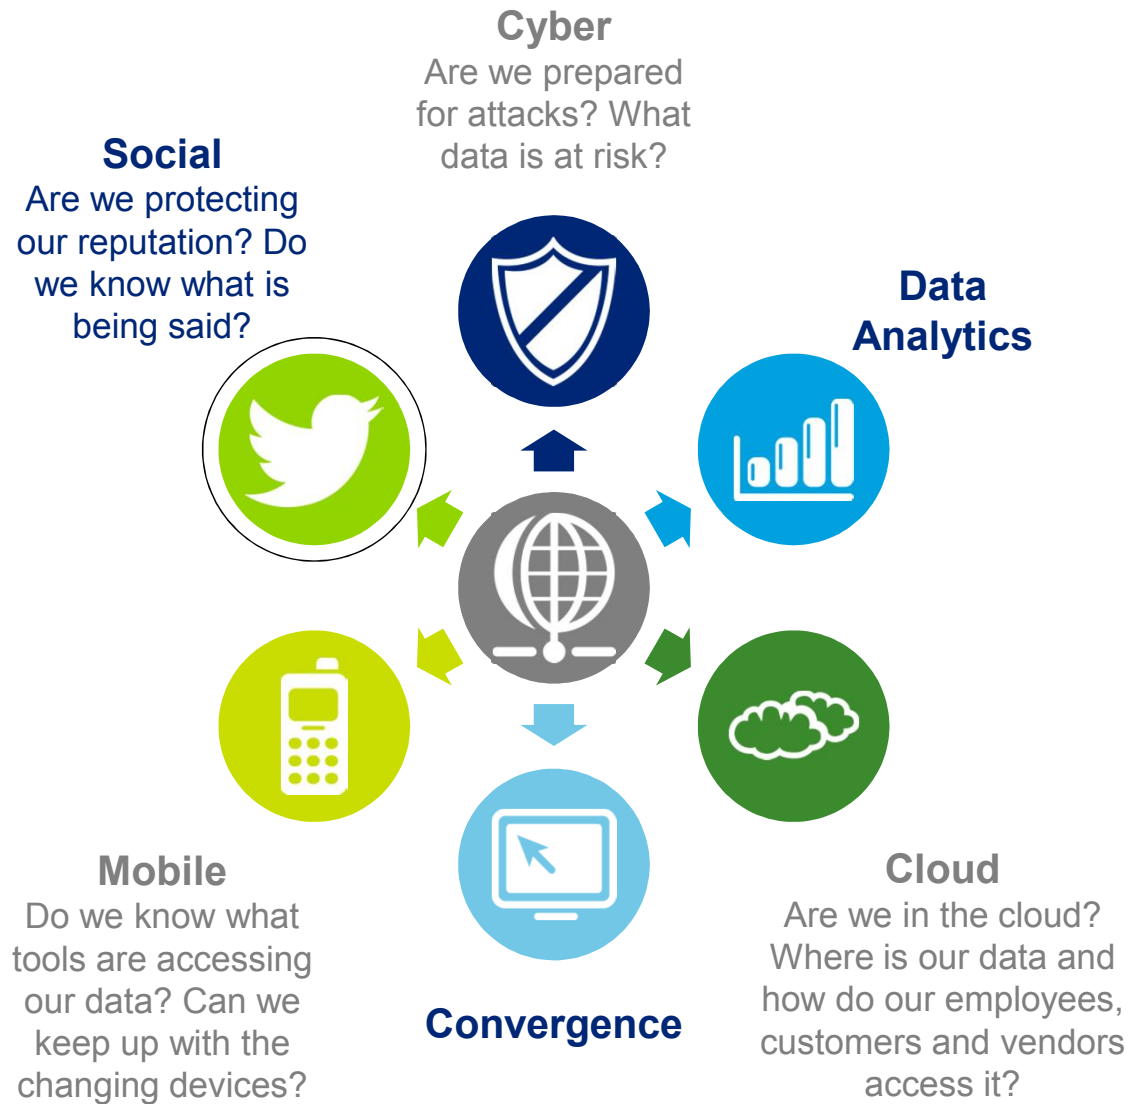 Cyber
Are we prepared
for attacks? What
data is at risk?
Social
Are we protecting
our reputation? Do
we know what is
being said?
Data
Analytics
Mobile
Do we know what
tools are accessing
our data? Can we
keep up with the
changing devices?
Convergence
Cloud
Are we in the cloud?
Where is our data and
how do our employees,
customers and vendors
access it?